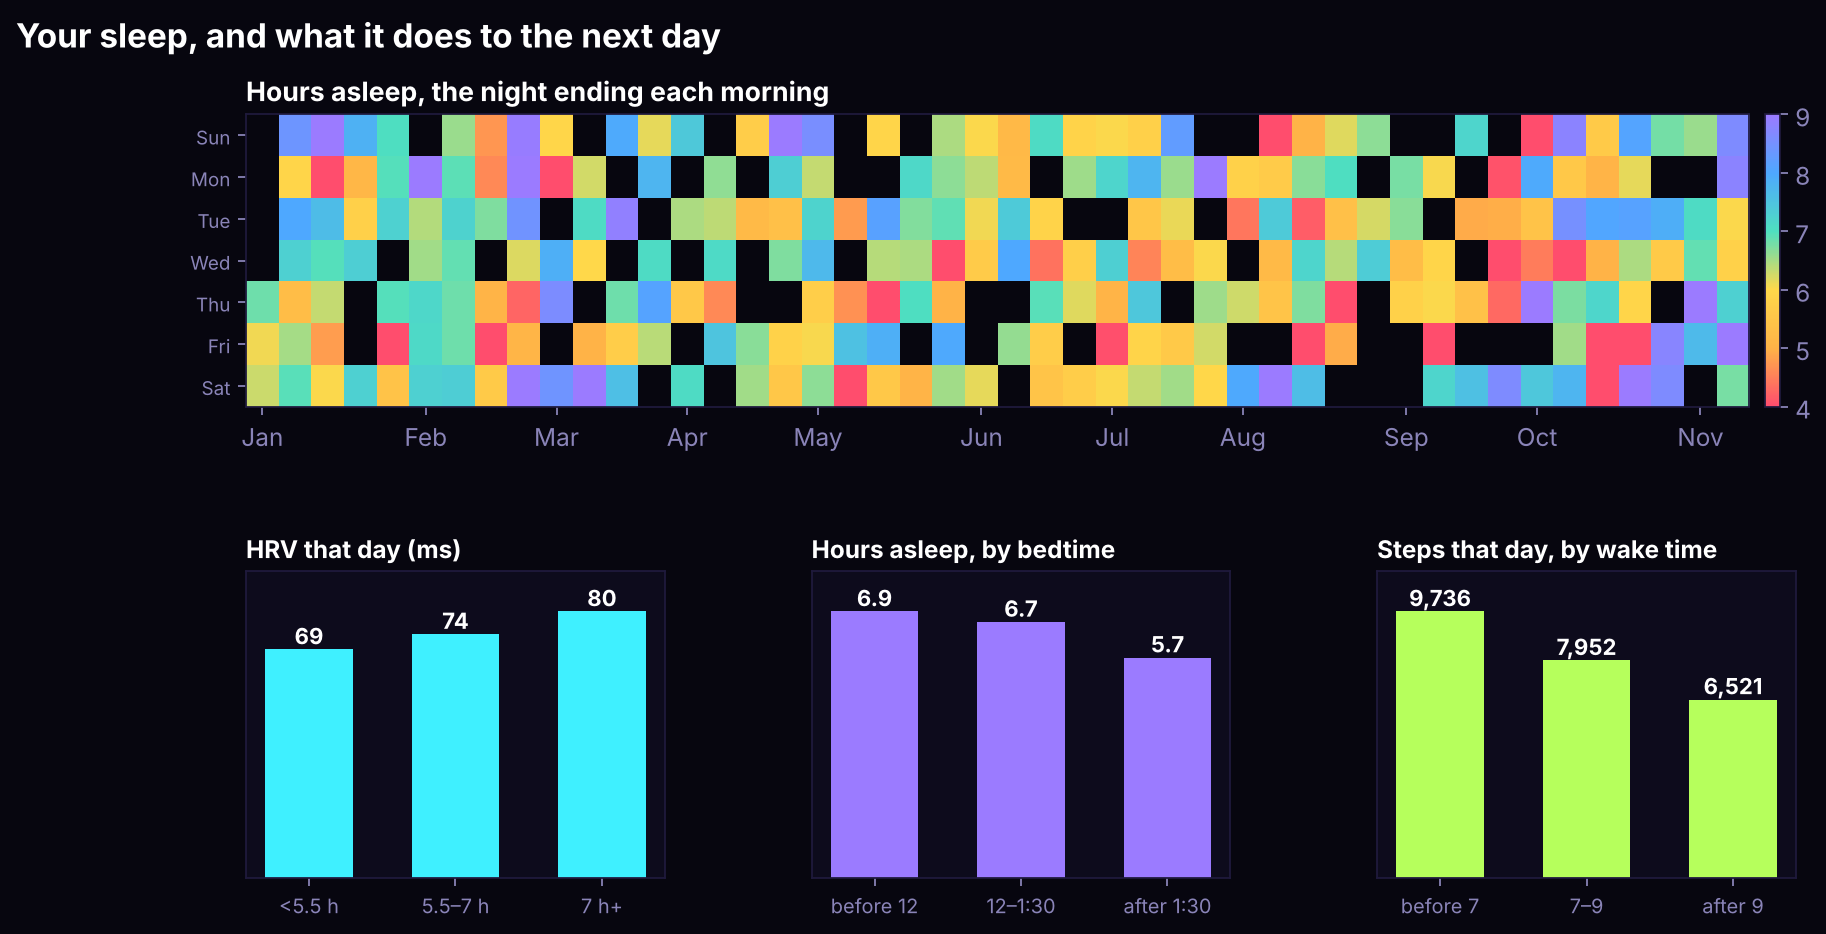 Your sleep, and what it does to the next day
Hours asleep, the night ending each morning
Sun
Mon
Tue
Wed
Thu
Fri
Sat
Jan Feb Mar Apr May Jun Jul Aug Sep Oct Nov
9
8
7
6
5
4
HRV that day (ms)
69 74 80
<5.5 h 5.5–7 h 7 h+
Hours asleep, by bedtime
6.9 6.7 5.7
before 12 12–1:30 after 1:30
Steps that day, by wake time
9,736 7,952 6,521
before 7 7–9 after 9